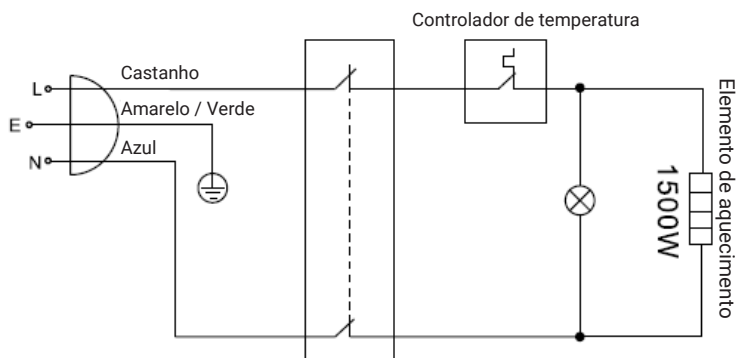 Controlador de temperatura
Castanho
L
Amarelo / Verde
E
Azul
N
1500W
Elemento de aquecimento